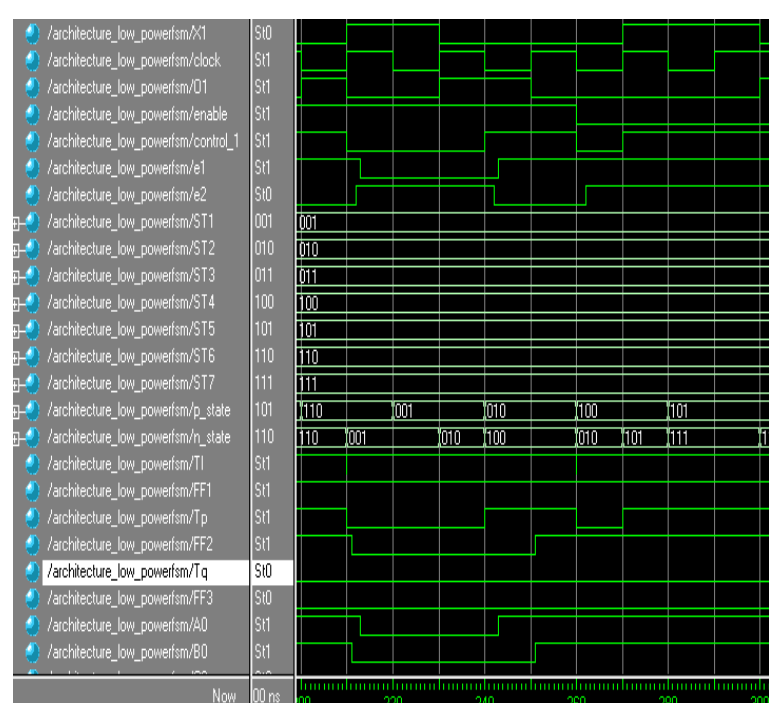 /architecture_low_powerfsm/X1 St0
/architecture_low_powerfsm/clock St1
/architecture_low_powerfsm/O1 St1
/architecture_low_powerfsm/enable St1
/architecture_low_powerfsm/control_1 St1
/architecture_low_powerfsm/e1 St1
/architecture_low_powerfsm/e2 St0
/architecture_low_powerfsm/ST1 001 001
/architecture_low_powerfsm/ST2 010 010
/architecture_low_powerfsm/ST3 011 011
/architecture_low_powerfsm/ST4 100 100
/architecture_low_powerfsm/ST5 101 101
/architecture_low_powerfsm/ST6 110 110
/architecture_low_powerfsm/ST7 111 111
/architecture_low_powerfsm/p_state 101 110 001 010 100 101
/architecture_low_powerfsm/n_state 110 110 001 010 100 010 101 111
/architecture_low_powerfsm/Tl St1
/architecture_low_powerfsm/FF1 St1
/architecture_low_powerfsm/Tp St1
/architecture_low_powerfsm/FF2 St1
/architecture_low_powerfsm/Tq St0
/architecture_low_powerfsm/FF3 St0
/architecture_low_powerfsm/A0 St1
/architecture_low_powerfsm/B0 St1
Now 00 ns